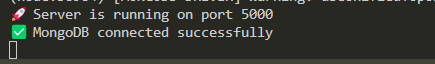 🚀 Server is running on port 5000
✅ MongoDB connected successfully